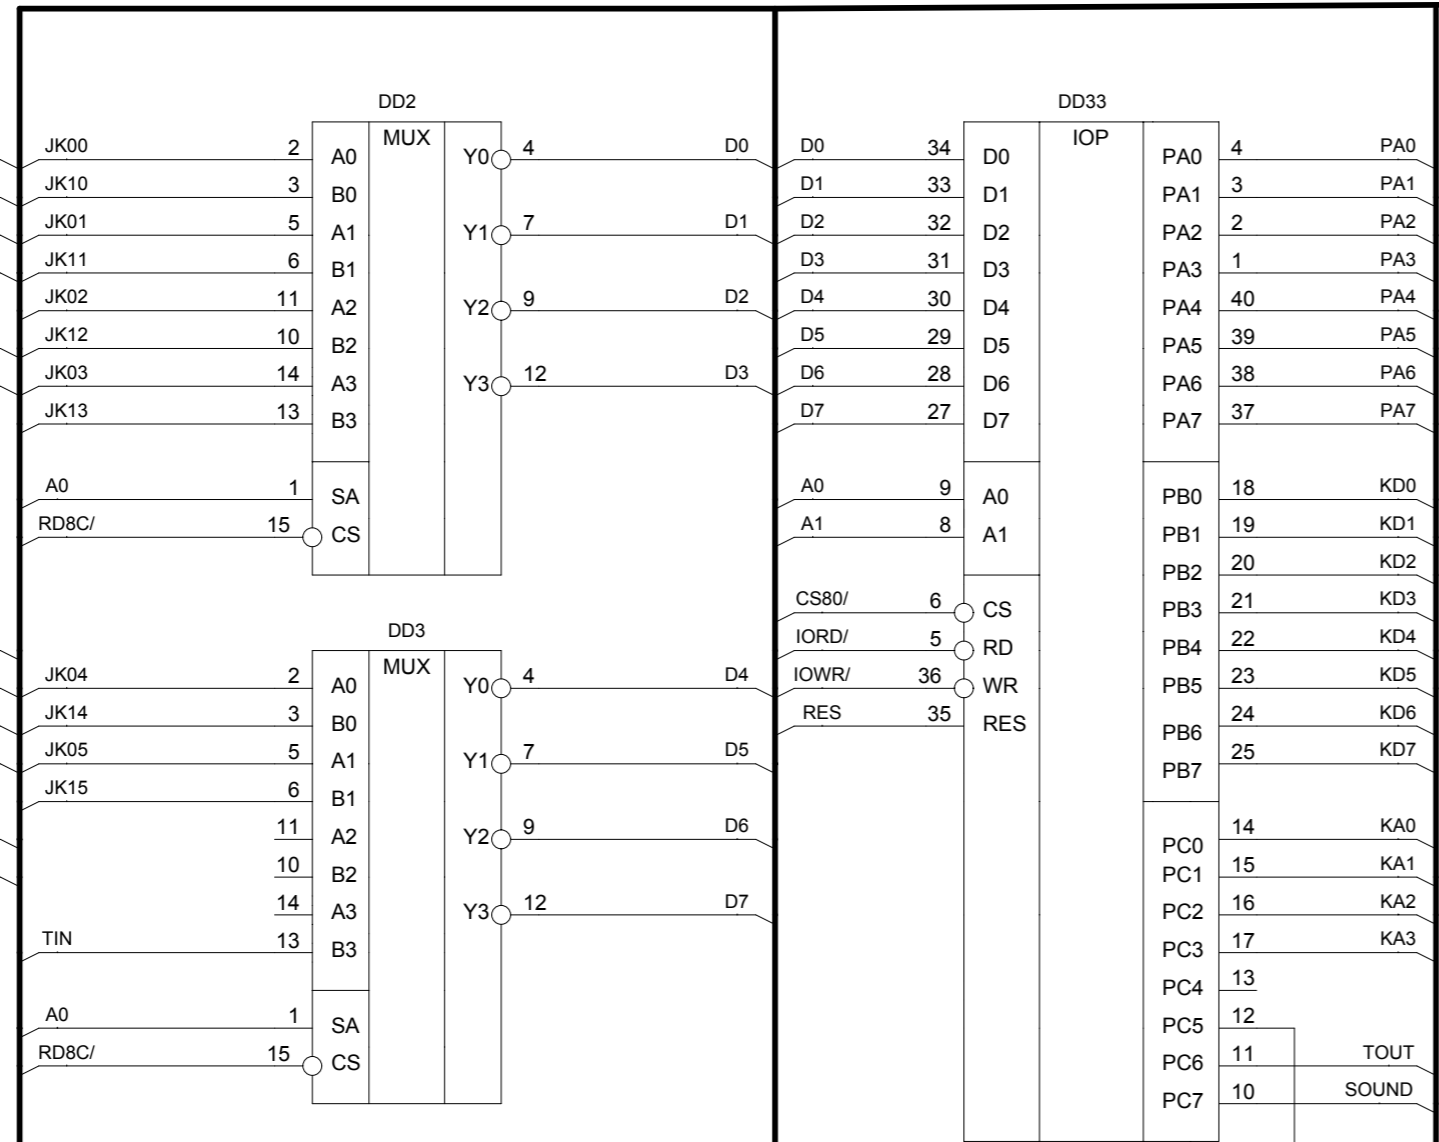 DD2
MUX
JK00 2 A0 Y0 4 D0
JK10 3 B0
JK01 5 A1 Y1 7 D1
JK11 6 B1
JK02 11 A2 Y2 9 D2
JK12 10 B2
JK03 14 A3 Y3 12 D3
JK13 13 B3
A0 1 SA
RD8C/ 15 CS
DD3
MUX
JK04 2 A0 Y0 4 D4
JK14 3 B0
JK05 5 A1 Y1 7 D5
JK15 6 B1
11 A2 Y2 9 D6
10 B2
14 A3 Y3 12 D7
TIN 13 B3
A0 1 SA
RD8C/ 15 CS
DD33
IOP
D0 34 D0 PA0 4 PA0
D1 33 D1 PA1 3 PA1
D2 32 D2 PA2 2 PA2
D3 31 D3 PA3 1 PA3
D4 30 D4 PA4 40 PA4
D5 29 D5 PA5 39 PA5
D6 28 D6 PA6 38 PA6
D7 27 D7 PA7 37 PA7
A0 9 A0 PB0 18 KD0
A1 8 A1 PB1 19 KD1
PB2 20 KD2
CS80/ 6 CS PB3 21 KD3
IORD/ 5 RD PB4 22 KD4
IOWR/ 36 WR PB5 23 KD5
RES 35 RES PB6 24 KD6
PB7 25 KD7
PC0 14 KA0
PC1 15 KA1
PC2 16 KA2
PC3 17 KA3
PC4 13
PC5 12
PC6 11 TOUT
PC7 10 SOUND